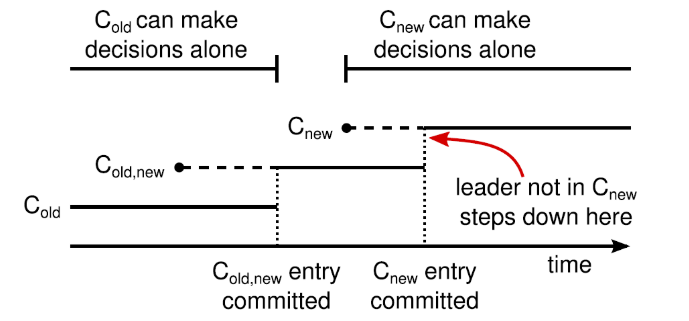 C_old can make
decisions alone
C_new can make
decisions alone
C_new
C_old,new
C_old
leader not in C_new
steps down here
time
C_old,new entry
committed
C_new entry
committed